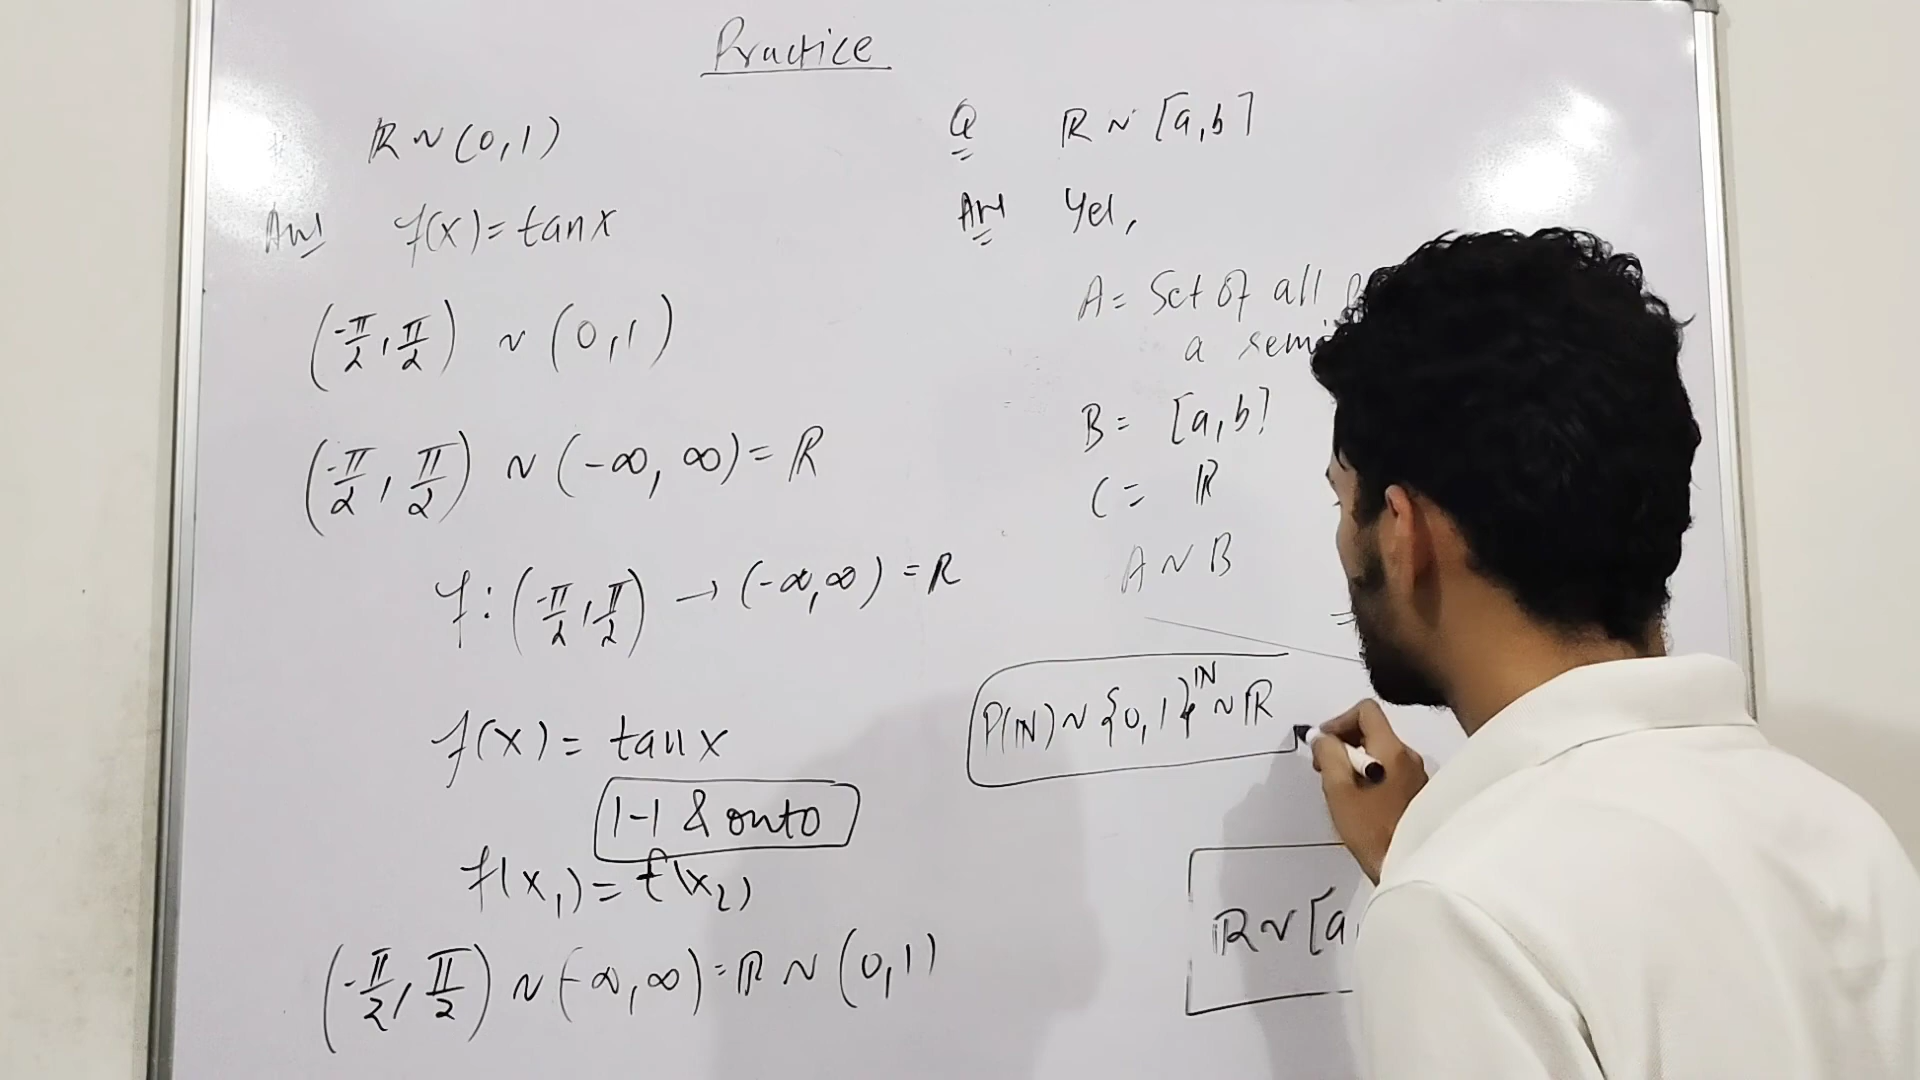 Practice
ℝ ~ (0,1)
Ans f(x) = tan x
(-π/2, π/2) ~ (0,1)
(-π/2, π/2) ~ (-∞, ∞) = ℝ
f: (-π/2, π/2) → (-∞,∞) = R
f(x) = tan x
1-1 & onto
f(x₁) = f(x₂)
(-π/2, π/2) ~ (-∞,∞) = ℝ ~ (0,1)
Q ℝ ~ [a,b]
Ans Yes,
A = Set of all
a semi
B = [a,b]
C = ℝ
A ~ B
=
P(ℕ) ~ {0,1}^ℕ ~ ℝ
ℝ ~ [a,